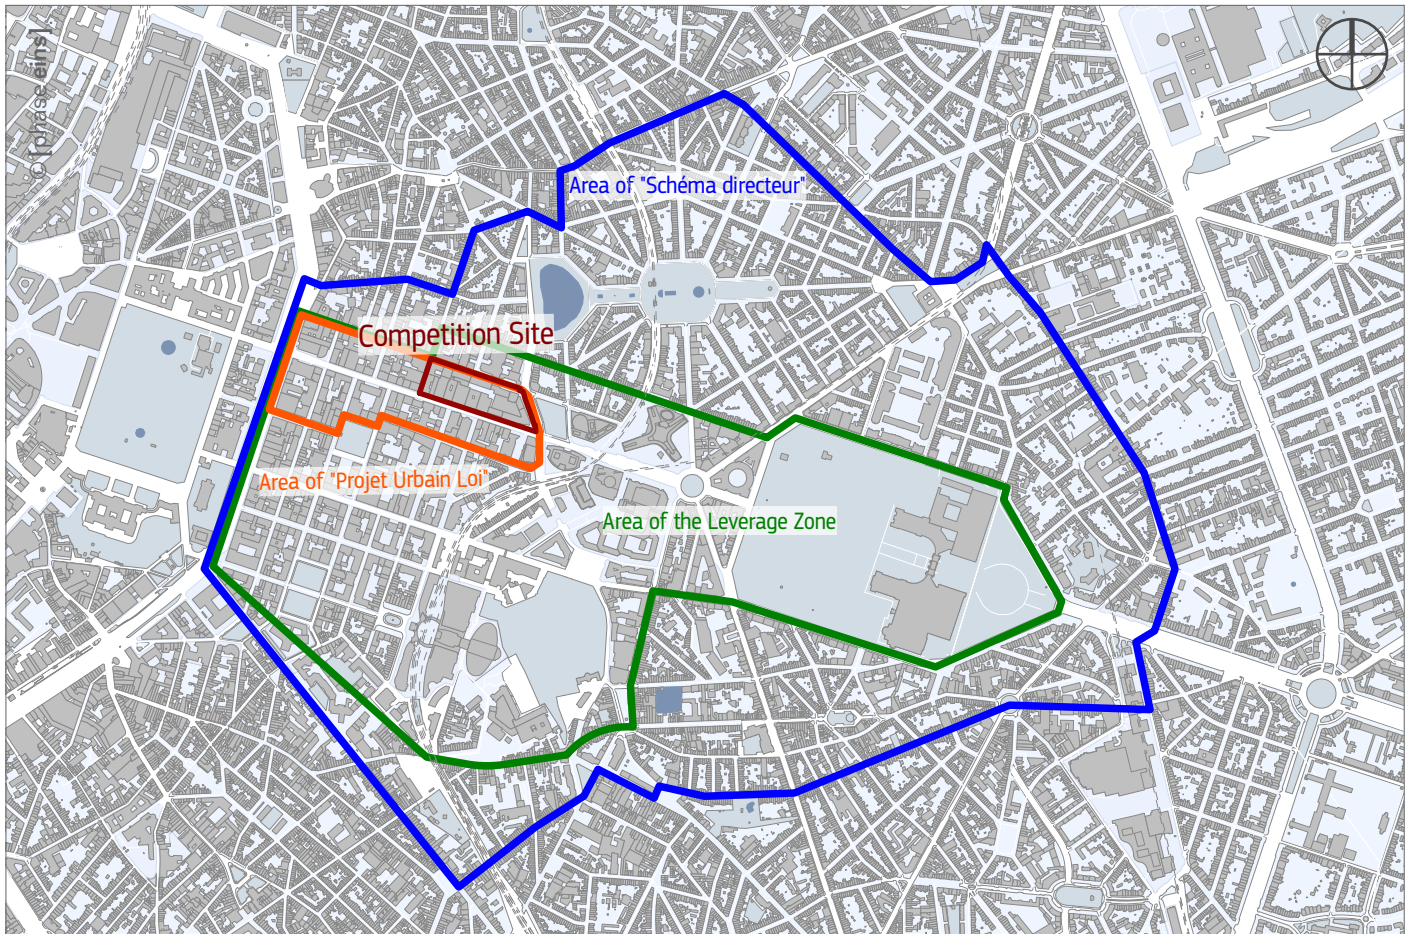 © [phase eins].
Area of "Schéma directeur"
Competition Site
Area of "Projet Urbain Loi"
Area of the Leverage Zone